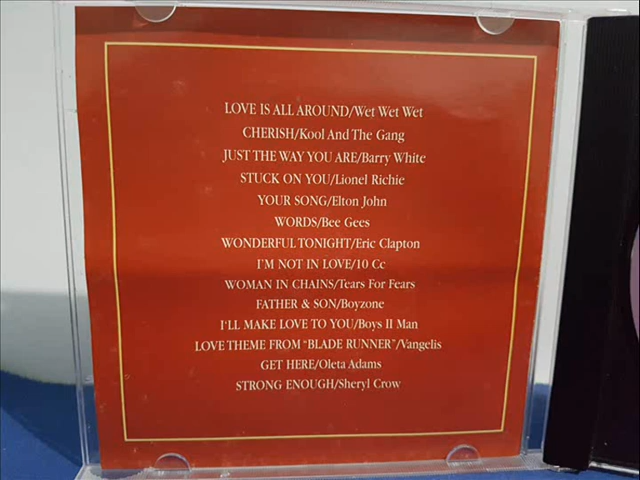 LOVE IS ALL AROUND/Wet Wet Wet
CHERISH/Kool And The Gang
JUST THE WAY YOU ARE/Barry White
STUCK ON YOU/Lionel Richie
YOUR SONG/Elton John
WORDS/Bee Gees
WONDERFUL TONIGHT/Eric Clapton
I'M NOT IN LOVE/10 Cc
WOMAN IN CHAINS/Tears For Fears
FATHER & SON/Boyzone
I'LL MAKE LOVE TO YOU/Boys II Man
LOVE THEME FROM "BLADE RUNNER"/Vangelis
GET HERE/Oleta Adams
STRONG ENOUGH/Sheryl Crow